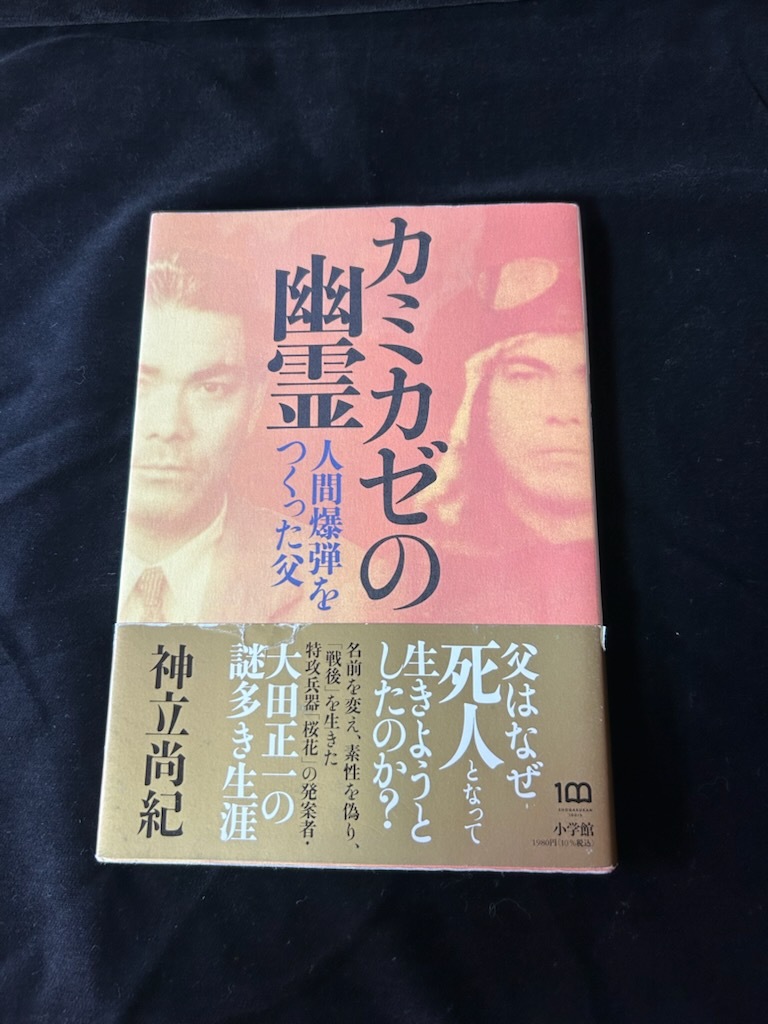 カミカゼの
幽霊
人間爆弾を
つくった父
父はなぜ
死人となって
生きようと
したのか?
名前を変え、素性を偽り、
「戦後」を生きた
特攻兵器「桜花」の発案者・
大田正一の
謎多き生涯
神立尚紀
100
小学館
1980円(10%税込)